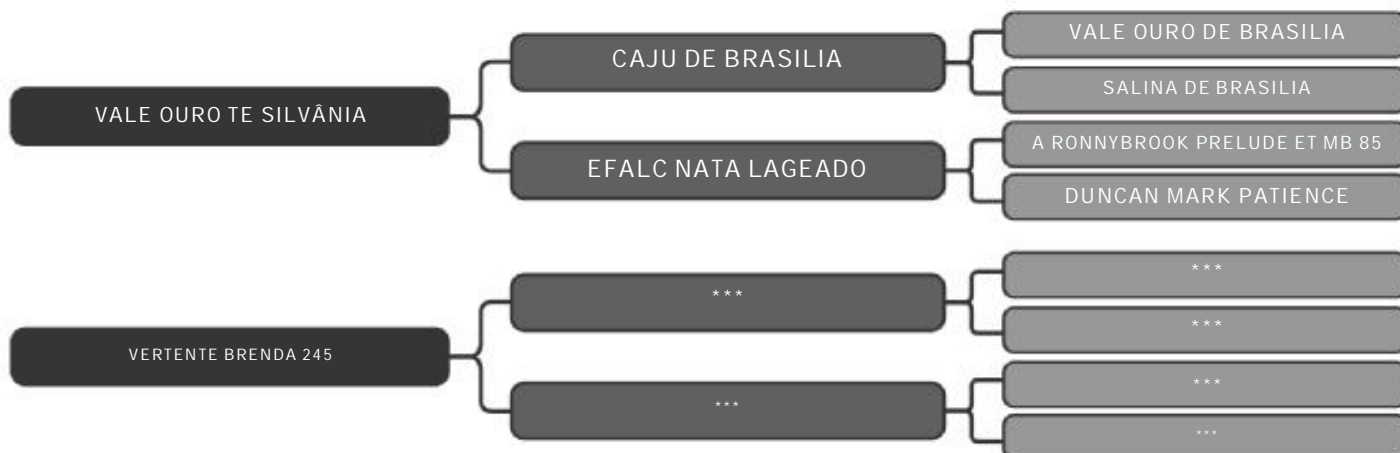 VALE OURO TE SILVÂNIA
CAJU DE BRASILIA
VALE OURO DE BRASILIA
SALINA DE BRASILIA
EFALC NATA LAGEADO
A RONNYBROOK PRELUDE ET MB 85
DUNCAN MARK PATIENCE
VERTENTE BRENDA 245
***
***
***
***
***
***